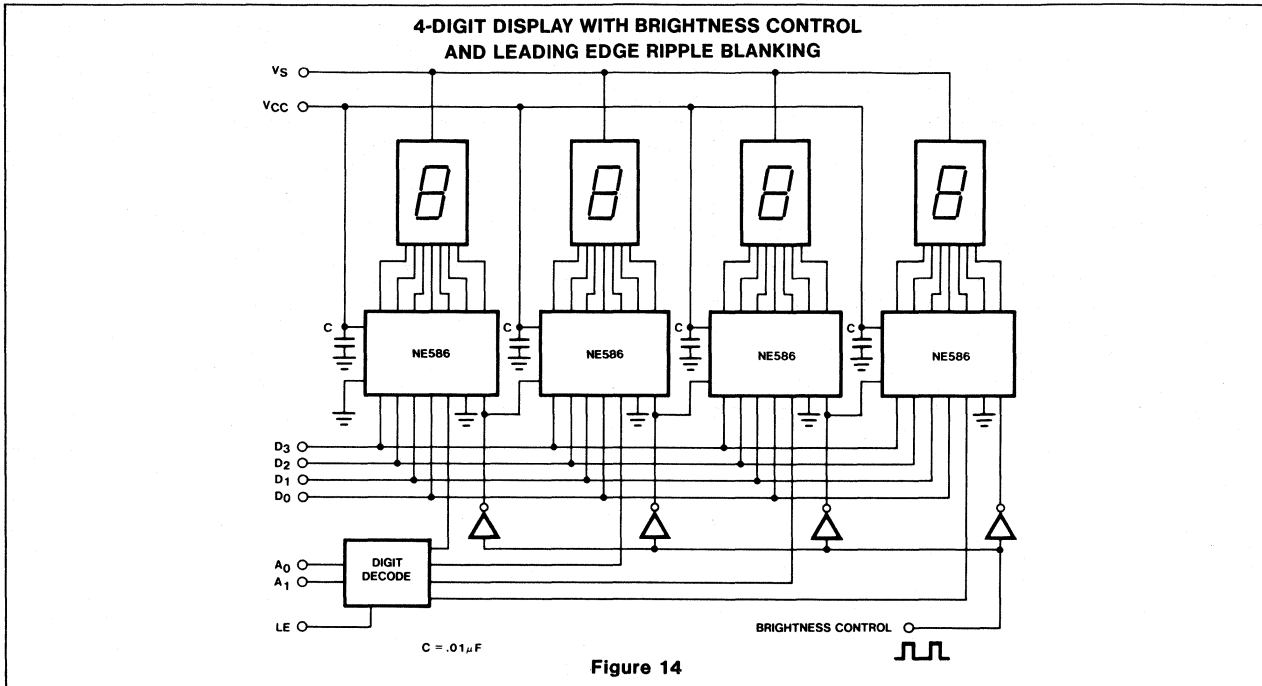 4-DIGIT DISPLAY WITH BRIGHTNESS CONTROL
AND LEADING EDGE RIPPLE BLANKING
VS
VCC
C
C
C
C
NE586
NE586
NE586
NE586
D3
D2
D1
D0
A0
A1
DIGIT
DECODE
LE
BRIGHTNESS CONTROL
C = .01μF
Figure 14